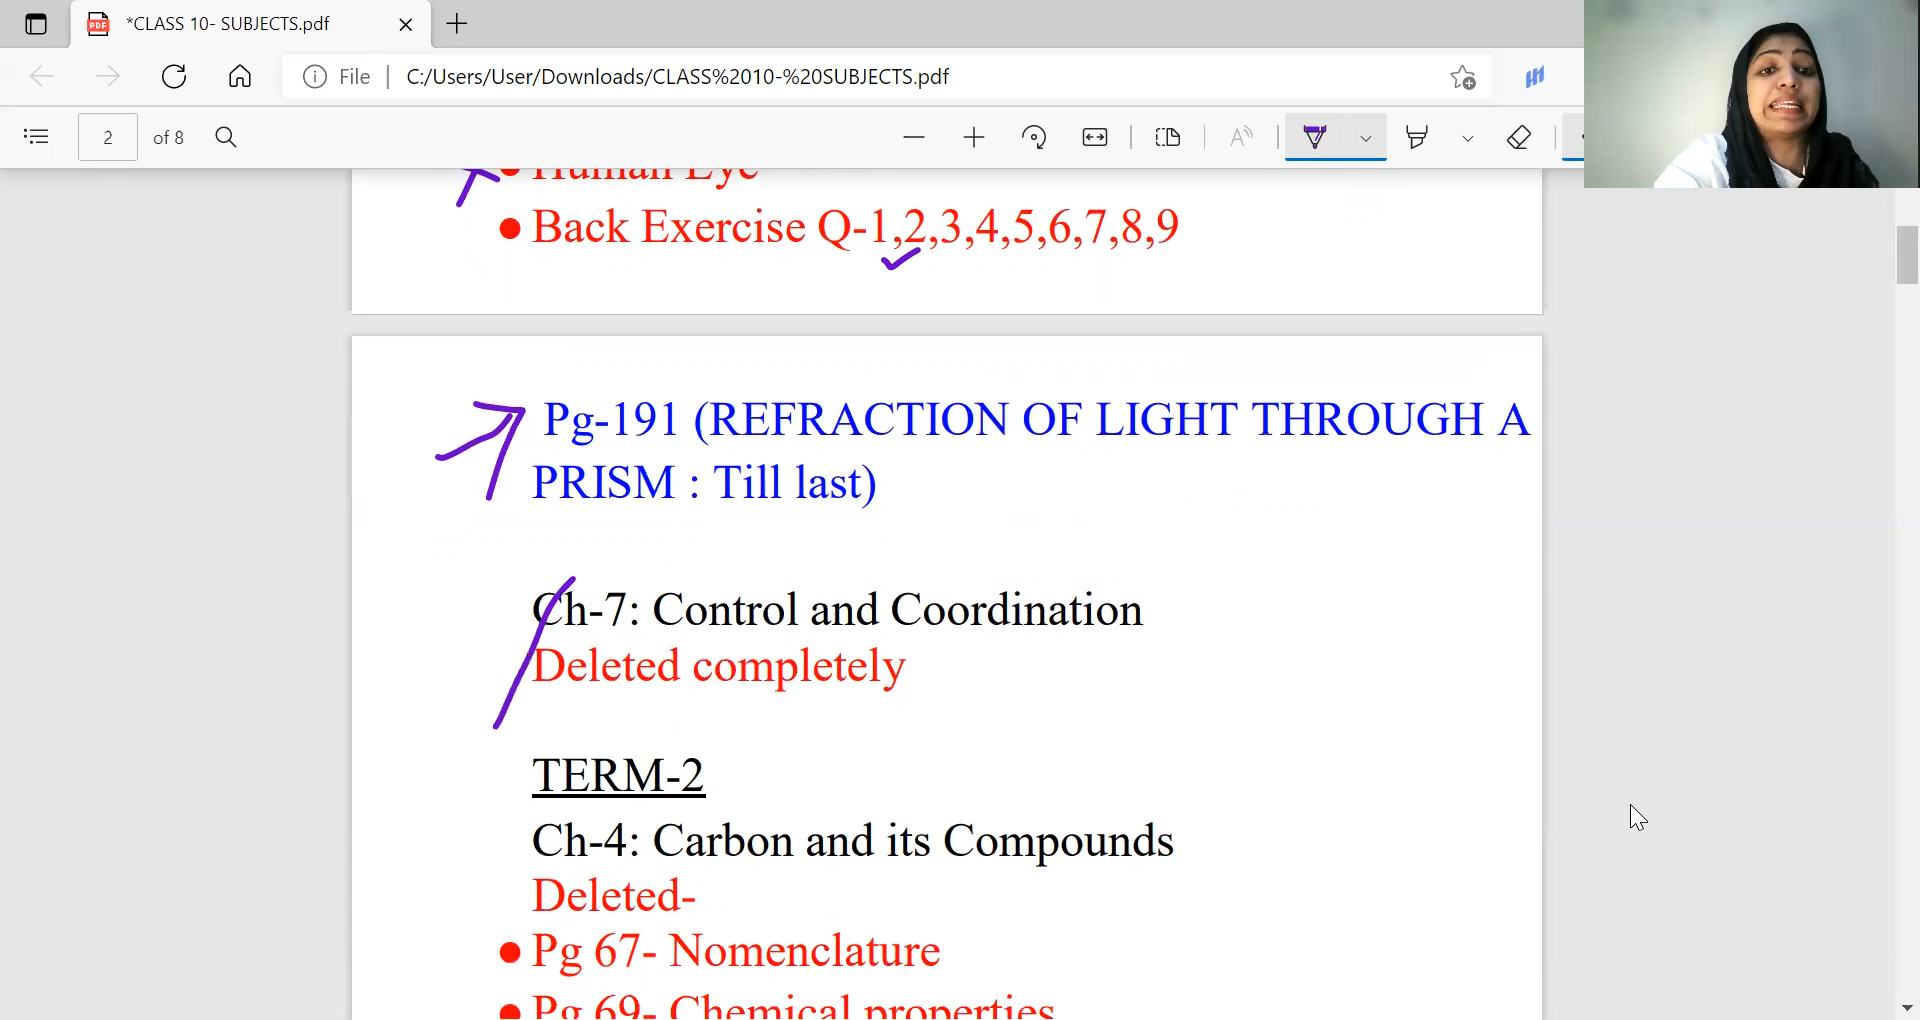 *CLASS 10- SUBJECTS.pdf
File | C:/Users/User/Downloads/CLASS%2010-%20SUBJECTS.pdf
2 of 8
• Human Eye
• Back Exercise Q-1,2,3,4,5,6,7,8,9
Pg-191 (REFRACTION OF LIGHT THROUGH A
PRISM : Till last)
Ch-7: Control and Coordination
Deleted completely
TERM-2
Ch-4: Carbon and its Compounds
Deleted-
• Pg 67- Nomenclature
• Pg 69- Chemical properties